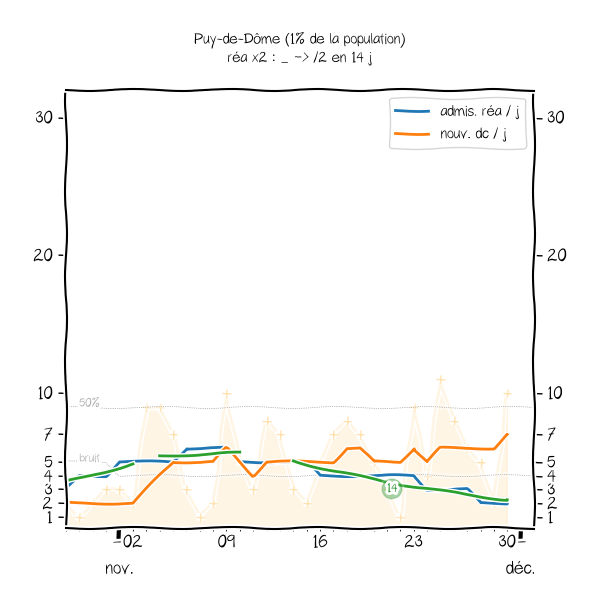 Puy-de-Dôme (1% de la population)
réa x2 : _ -> /2 en 14 j
admis. réa / j
nouv. dc / j
30 30
20 20
10 10
50%
7 7
bruit
5 5
4 4
3 3
14
2 2
1 1
02 09 16 23 30
nov. déc.